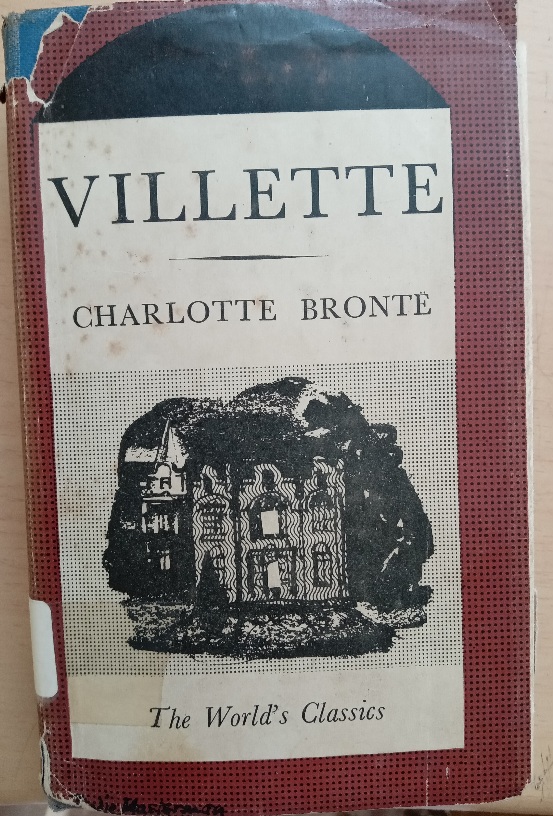 VILLETTE
CHARLOTTE BRONTË
The World's Classics